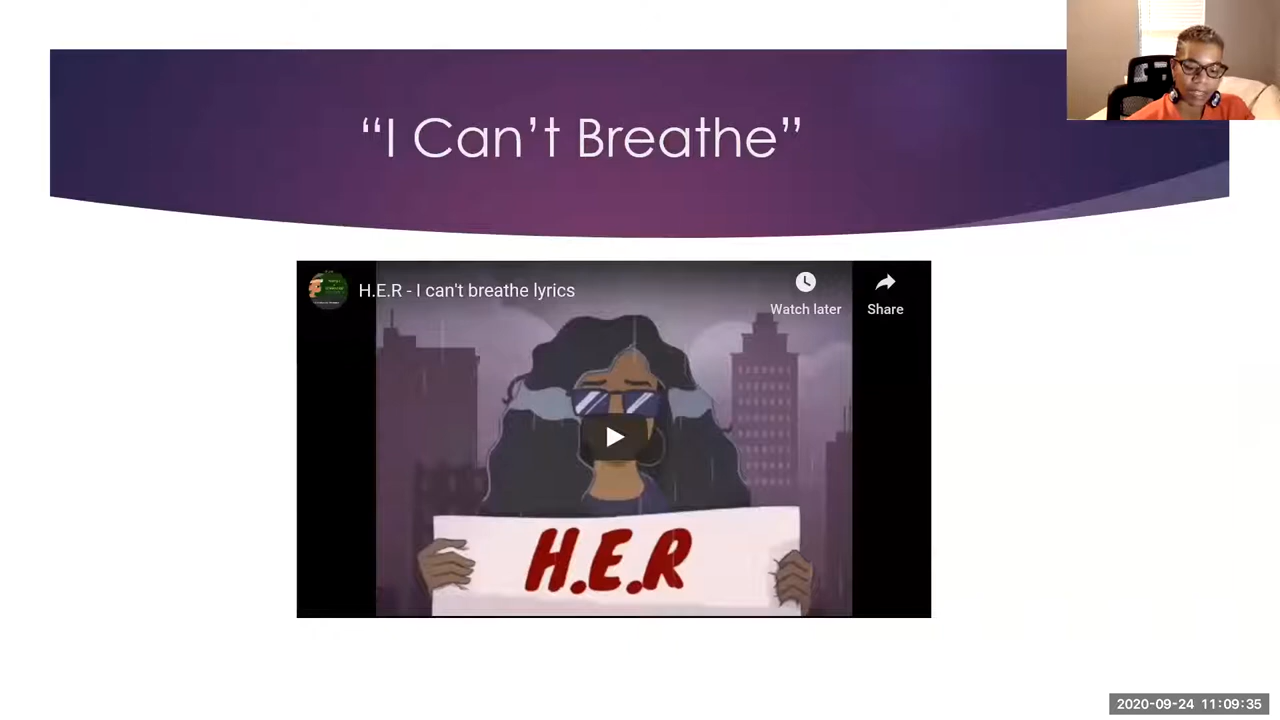 “I Can’t Breathe”
H.E.R - I can't breathe lyrics
Watch later
Share
H.E.R
2020-09-24 11:09:35